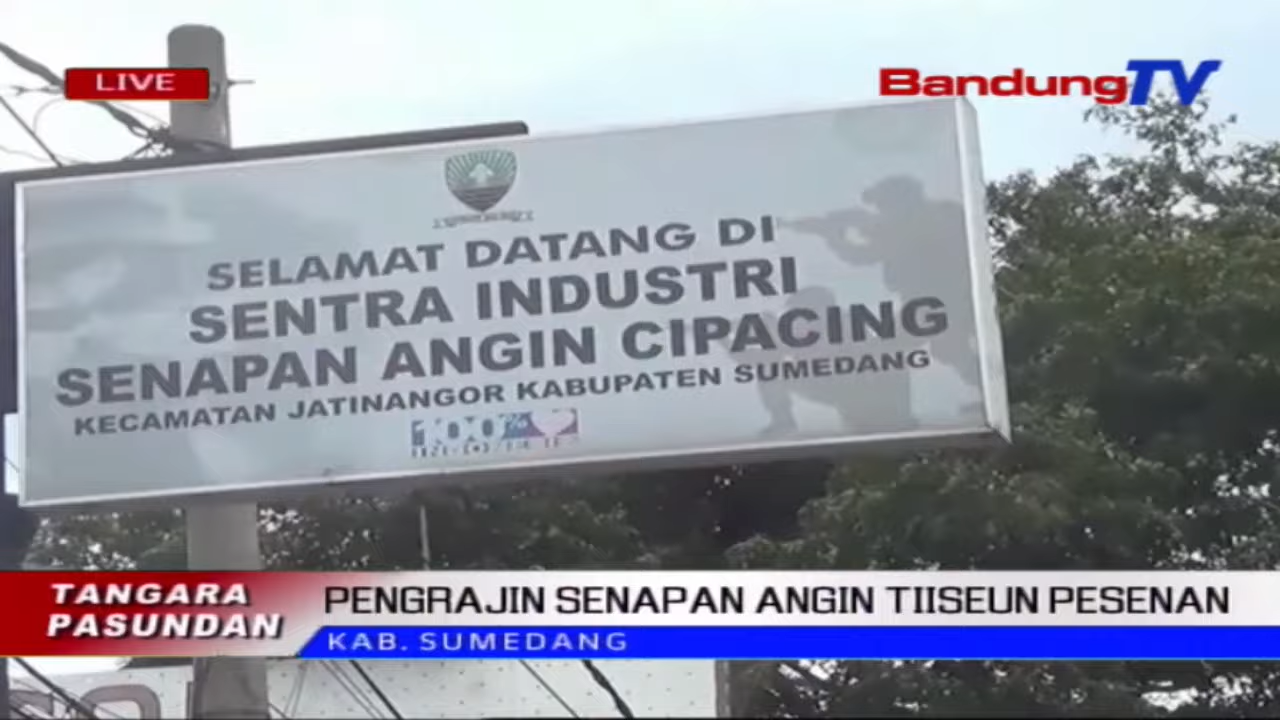 LIVE
BandungTV
SELAMAT DATANG DI
SENTRA INDUSTRI
SENAPAN ANGIN CIPACING
KECAMATAN JATINANGOR KABUPATEN SUMEDANG
100%
TANGARA
PASUNDAN
PENGRAJIN SENAPAN ANGIN TIISEUN PESENAN
KAB. SUMEDANG